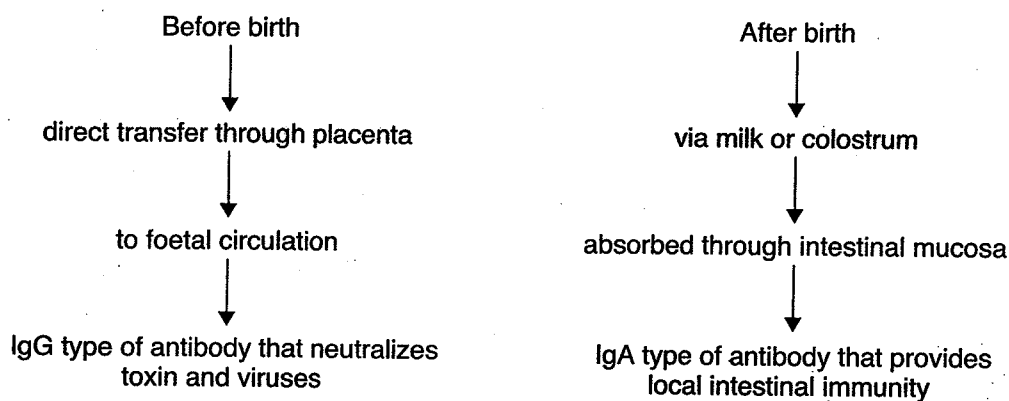 Before birth
direct transfer through placenta
to foetal circulation
IgG type of antibody that neutralizes
toxin and viruses
After birth
via milk or colostrum
absorbed through intestinal mucosa
IgA type of antibody that provides
local intestinal immunity